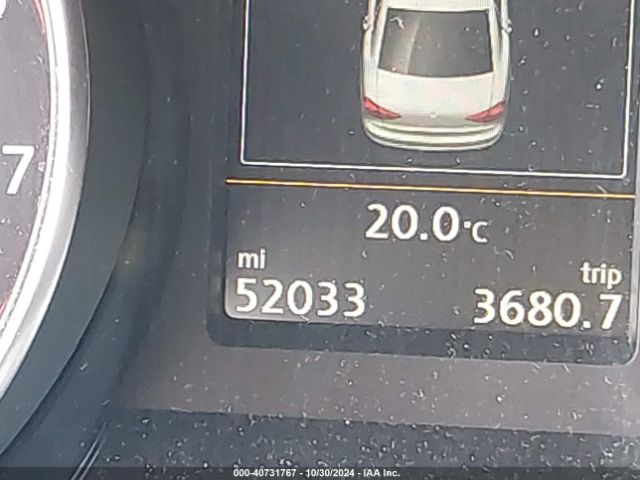 7
20.0°C
mi
trip
52033
3680.7
000-40731767 - 10/30/2024 - IAA Inc.